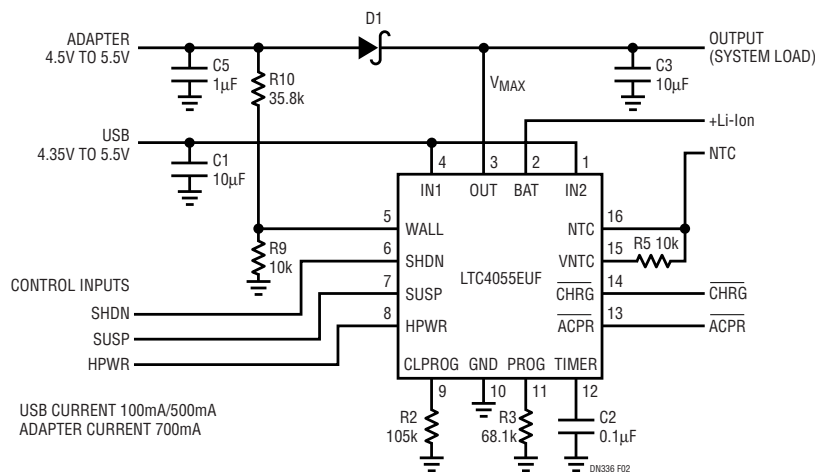 D1
ADAPTER
4.5V TO 5.5V
C5
1µF
R10
35.8k
VMAX
C3
10µF
OUTPUT
(SYSTEM LOAD)
USB
4.35V TO 5.5V
C1
10µF
+Li-Ion
NTC
4
3
2
1
IN1
OUT
BAT
IN2
5
WALL
NTC
16
R9
10k
6
SHDN
VNTC
15
R5 10k
LTC4055EUF
CONTROL INPUTS
7
SUSP
CHRG
14
CHRG
SHDN
8
HPWR
ACPR
13
ACPR
SUSP
HPWR
CLPROG
GND
PROG
TIMER
9
10
11
12
USB CURRENT 100mA/500mA
ADAPTER CURRENT 700mA
R2
105k
R3
68.1k
C2
0.1µF
DN336 F02